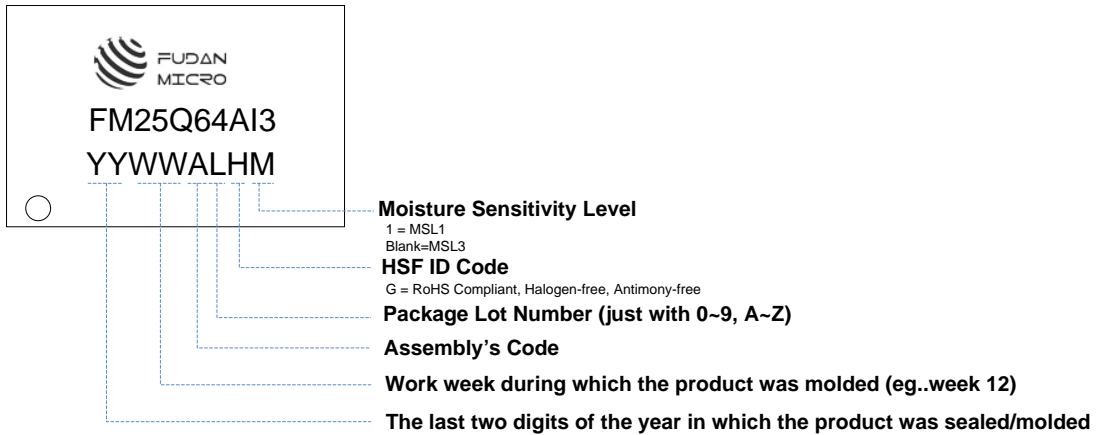 FUDAN
MICRO
FM25Q64AI3
YYWWALHM
Moisture Sensitivity Level
1 = MSL1
Blank=MSL3
HSF ID Code
G = RoHS Compliant, Halogen-free, Antimony-free
Package Lot Number (just with 0~9, A~Z)
Assembly's Code
Work week during which the product was molded (eg..week 12)
The last two digits of the year in which the product was sealed/molded